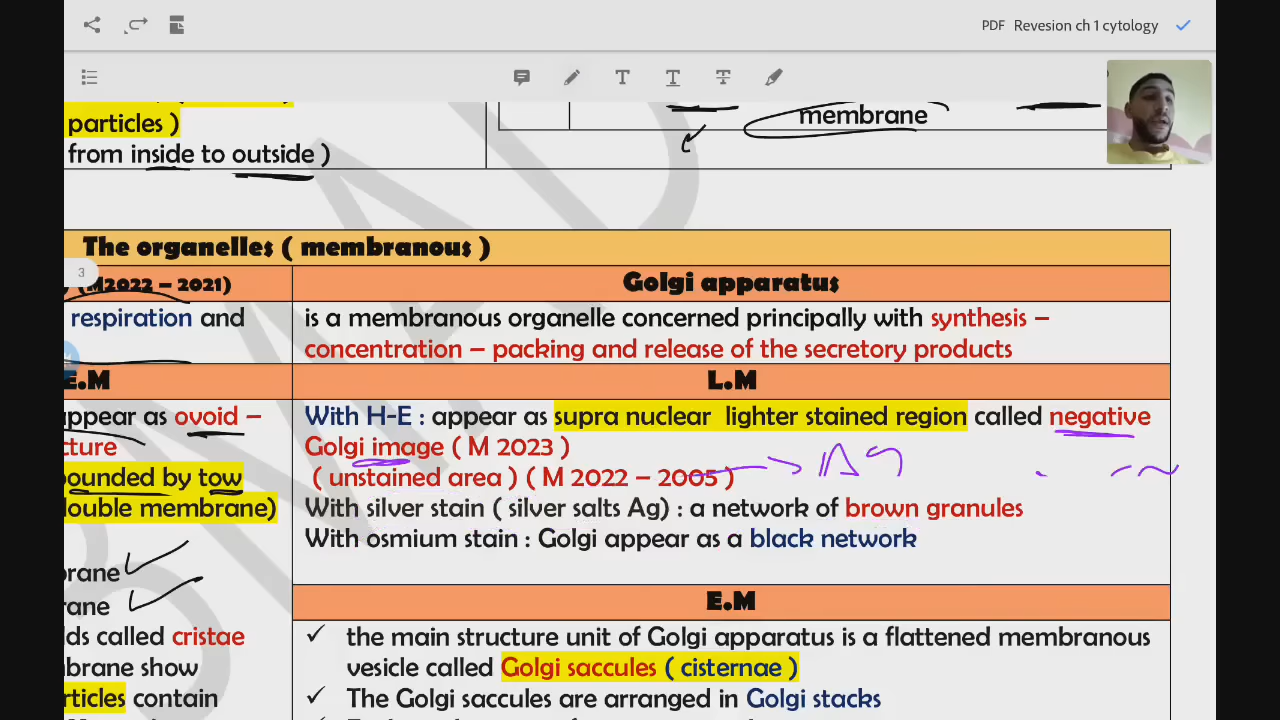 PDF Revesion ch 1 cytology
particles )
from inside to outside )
membrane
The organelles ( membranous )
3
(M2022 – 2021)
Golgi apparatus
respiration and
is a membranous organelle concerned principally with synthesis –
concentration – packing and release of the secretory products
E.M
L.M
appear as ovoid –
With H-E : appear as supra nuclear lighter stained region called negative
Golgi image ( M 2023 )
bounded by tow
( unstained area ) ( M 2022 – 2005 )
double membrane)
With silver stain ( silver salts Ag) : a network of brown granules
With osmium stain : Golgi appear as a black network
E.M
called cristae
✓ the main structure unit of Golgi apparatus is a flattened membranous
vesicle called Golgi saccules ( cisternae )
show
contain
✓ The Golgi saccules are arranged in Golgi stacks